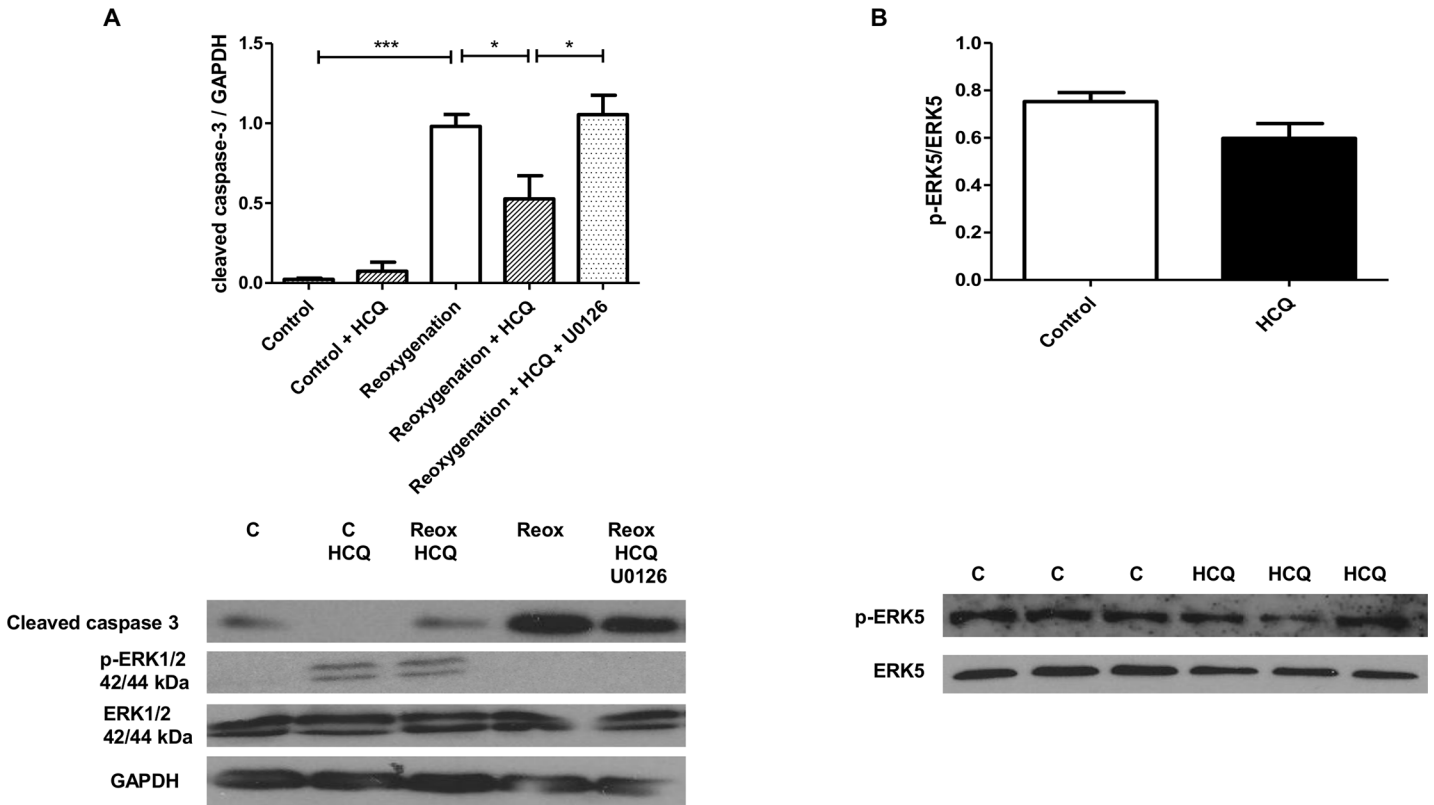 A
cleaved caspase-3 / GAPDH
1.5
1.0
0.5
0.0
***
*
*
Control
Control + HCQ
Reoxygenation
Reoxygenation + HCQ
Reoxygenation + HCQ + U0126
C
C
HCQ
Reox
HCQ
Reox
Reox
HCQ
U0126
Cleaved caspase 3
p-ERK1/2
42/44 kDa
ERK1/2
42/44 kDa
GAPDH
B
p-ERK5/ERK5
1.0
0.8
0.6
0.4
0.2
0.0
Control
HCQ
C
C
C
HCQ
HCQ
HCQ
p-ERK5
ERK5